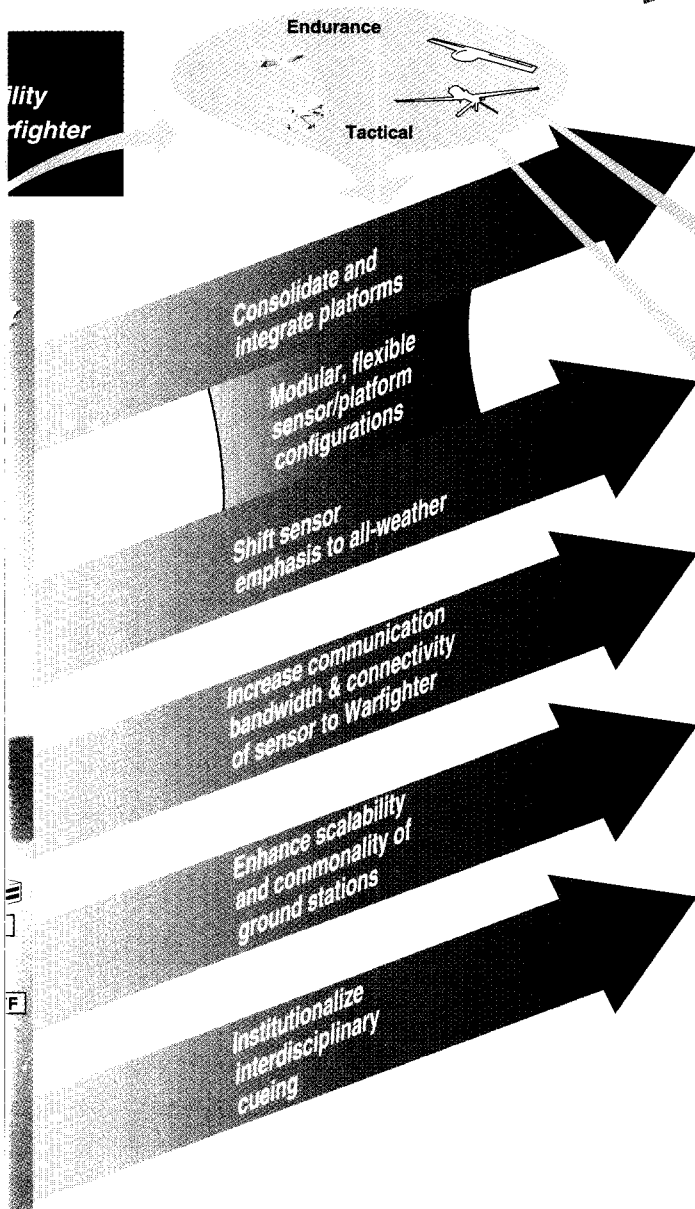 Endurance
ility
rfighter
Tactical
Consolidate and
integrate platforms
Modular, flexible
sensor/platform
configurations
Shift sensor
emphasis to all-weather
Increase communication
bandwidth & connectivity
of sensor to Warfighter
Enhance scalability
and commonality of
ground stations
F
Institutionalize
interdisciplinary
cueing